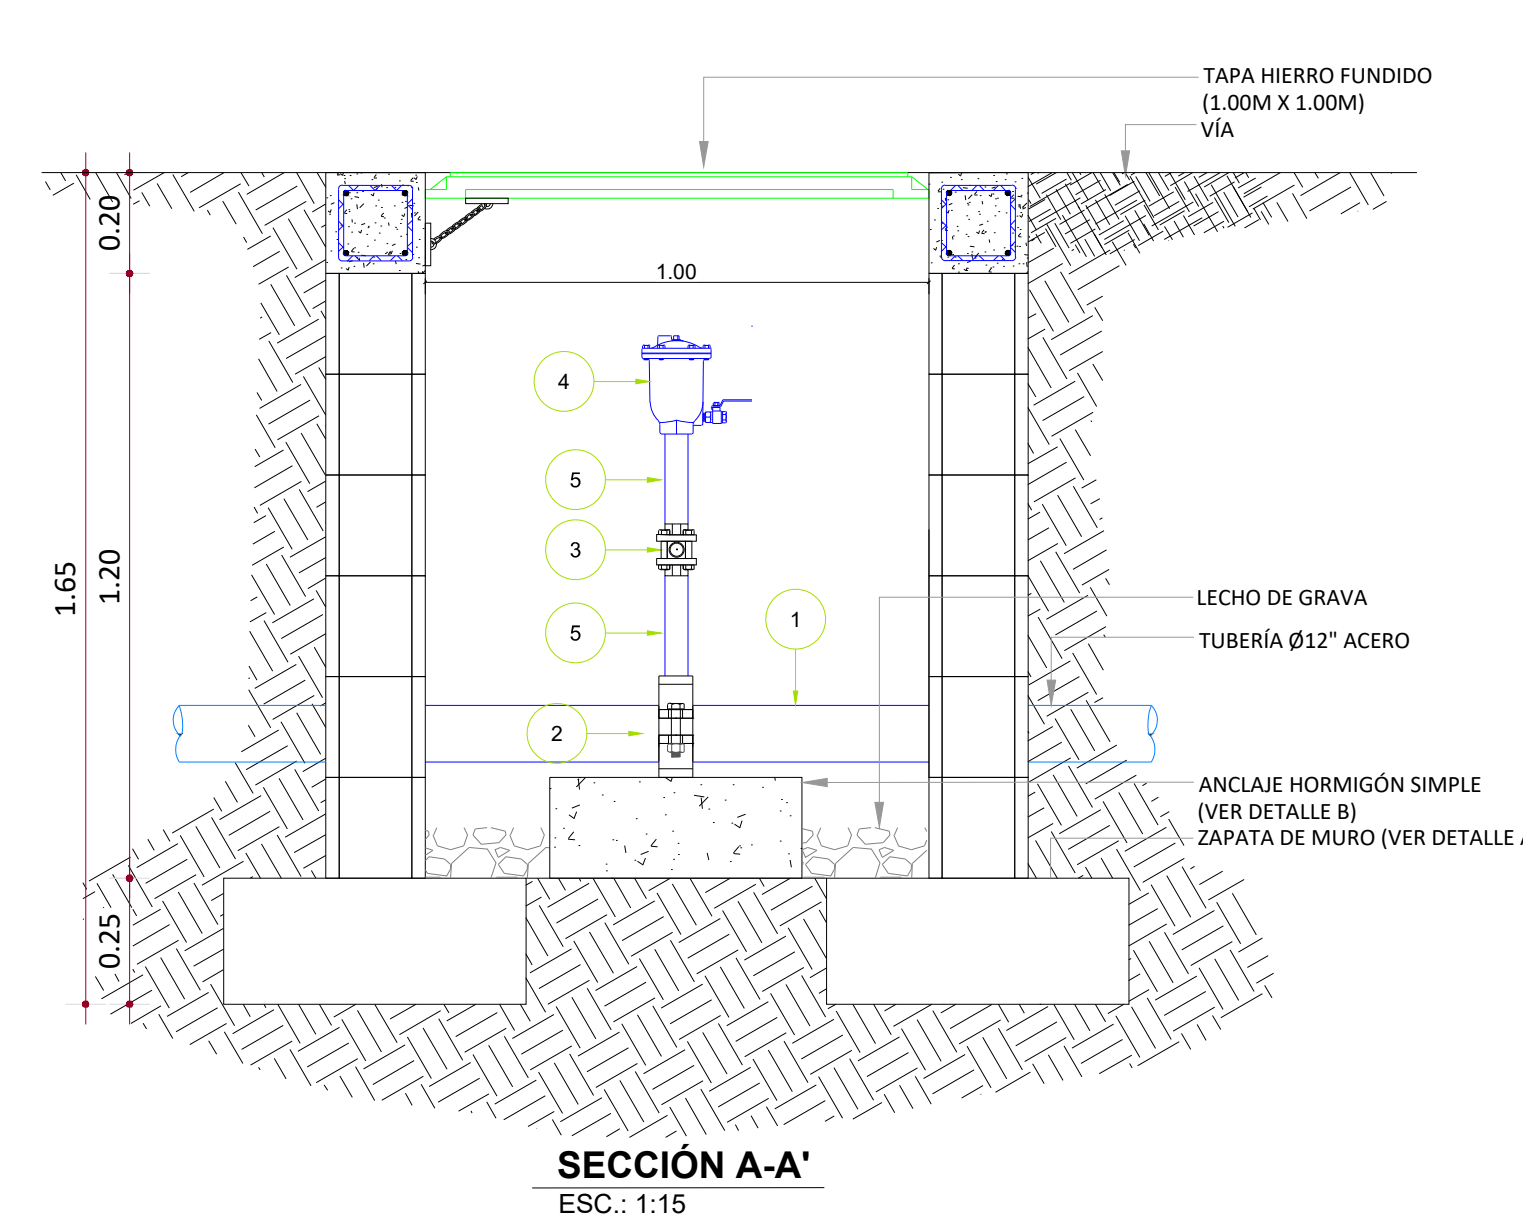 TAPA HIERRO FUNDIDO
(1.00M X 1.00M)
VÍA
0.20
1.00
4
5
3
1.20
1.65
5
1
LECHO DE GRAVA
TUBERÍA Ø12" ACERO
2
ANCLAJE HORMIGÓN SIMPLE
(VER DETALLE B)
ZAPATA DE MURO (VER DETALLE
0.25
SECCIÓN A-A'
ESC.: 1:15